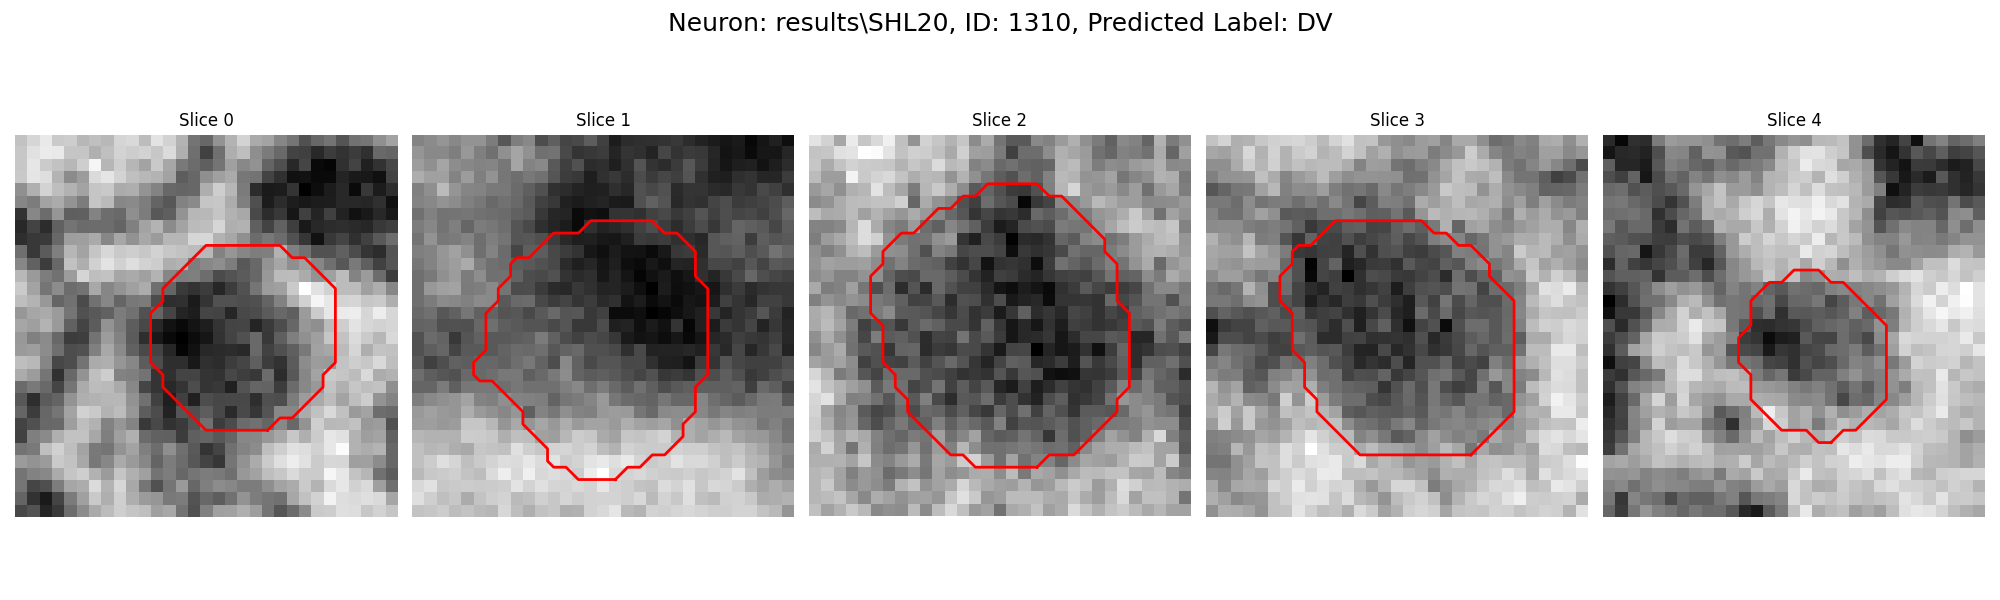 Neuron: results\SHL20, ID: 1310, Predicted Label: DV
Slice 0
Slice 1
Slice 2
Slice 3
Slice 4